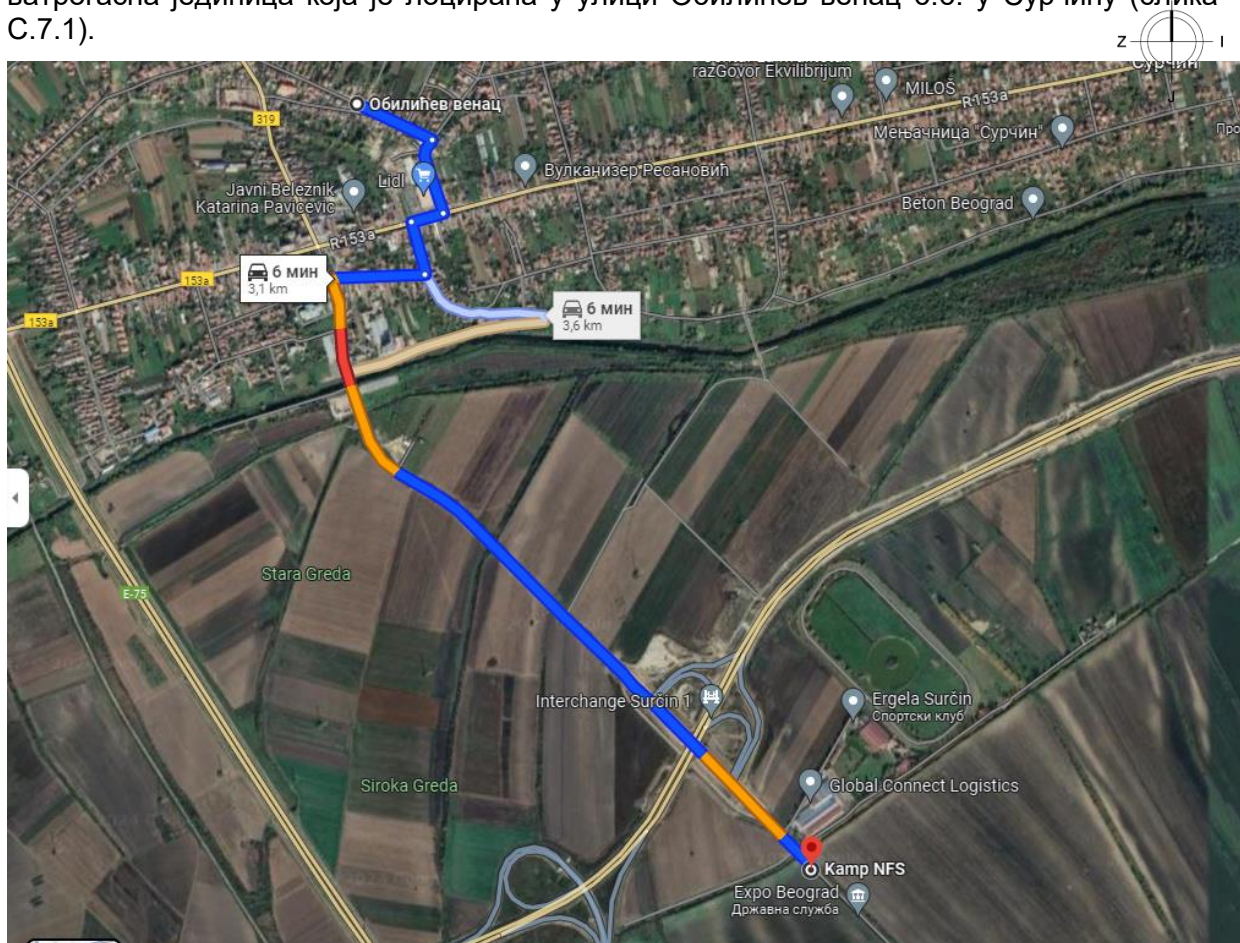 ватрогасна јединица која је лоцирана у улици Обилићев венац б.б. у Сурчину (слика
С.7.1).
Z
I
J
Сурчин
razGovor Ekvilibrijum
MILOŠ
R153a
Обилићев венац
319
Мењачница "Сурчин"
Вулканизер Ресановић
Lidl
Javni Beleznik
Katarina Pavicevic
Beton Beograd
R153a
6 мин
3,1 km
153a
6 мин
3,6 km
153a
Stara Greda
E-75
Interchange Surčin 1
Ergela Surčin
Спортски клуб
Siroka Greda
Global Connect Logistics
Kamp NFS
Expo Beograd
Државна служба